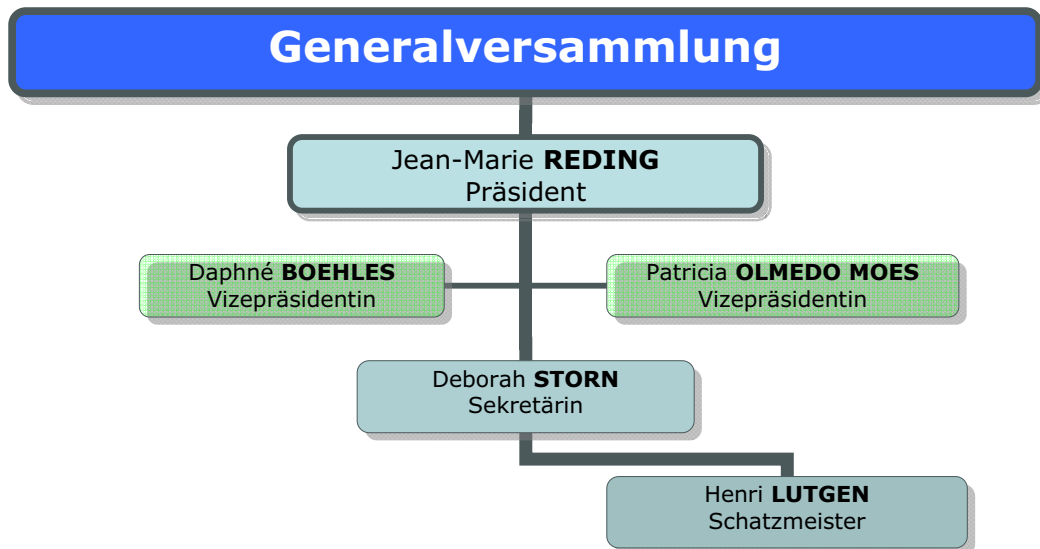 Generalversammlung
Jean-Marie REDING
Präsident
Daphné BOEHLES
Vizepräsidentin
Patricia OLMEDO MOES
Vizepräsidentin
Deborah STORN
Sekretärin
Henri LUTGEN
Schatzmeister